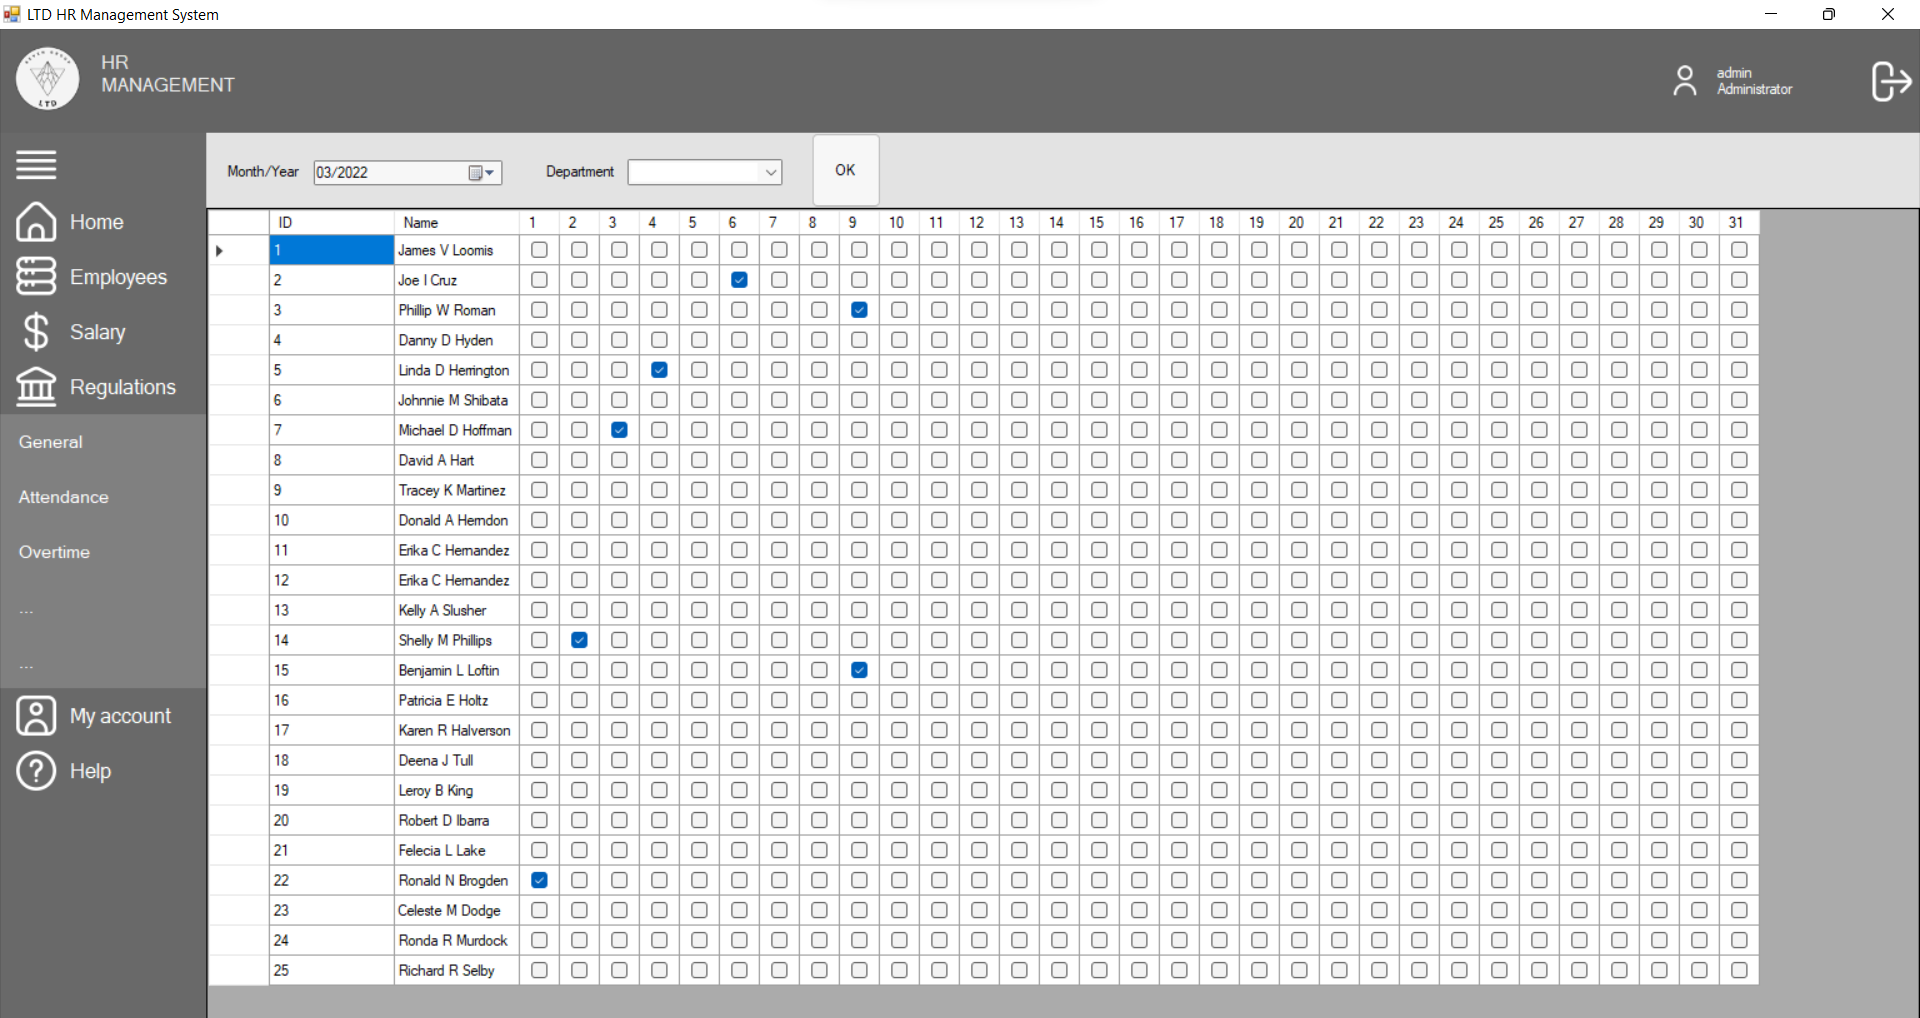 LTD HR Management System
HR
MANAGEMENT
LTD
admin
Administrator
Month/Year 03/2022 Department OK
Home
Employees
Salary
Regulations
General
Attendance
Overtime
...
...
My account
Help
ID Name 1 2 3 4 5 6 7 8 9 10 11 12 13 14 15 16 17 18 19 20 21 22 23 24 25 26 27 28 29 30 31
1 James V Loomis
2 Joe I Cruz
3 Phillip W Roman
4 Danny D Hyden
5 Linda D Herrington
6 Johnnie M Shibata
7 Michael D Hoffman
8 David A Hart
9 Tracey K Martinez
10 Donald A Herndon
11 Erika C Hernandez
12 Erika C Hernandez
13 Kelly A Slusher
14 Shelly M Phillips
15 Benjamin L Loftin
16 Patricia E Holtz
17 Karen R Halverson
18 Deena J Tull
19 Leroy B King
20 Robert D Ibarra
21 Felecia L Lake
22 Ronald N Brogden
23 Celeste M Dodge
24 Ronda R Murdock
25 Richard R Selby